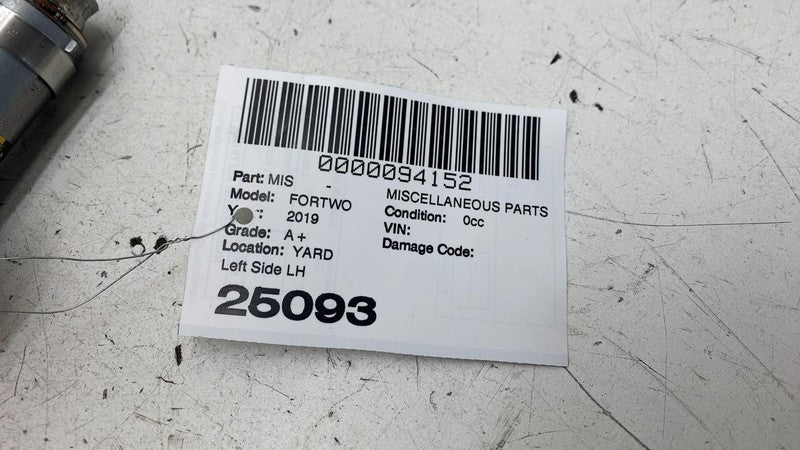 0000094152
Part: MIS - MISCELLANEOUS PARTS
Model: FORTWO Condition: 0cc
2019 VIN:
Grade: A+ Damage Code:
Location: YARD
Left Side LH
25093